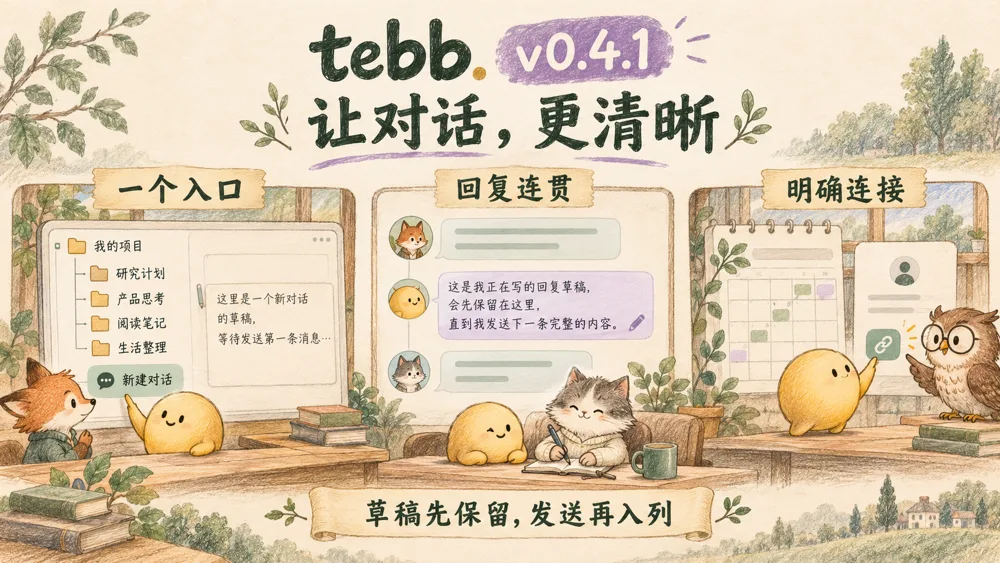 tebb.
v0.4.1
让对话，更清晰
一个入口
我的项目
研究计划
产品思考
阅读笔记
生活整理
新建对话
这里是一个新对话
的草稿，
等待发送第一条消息…
回复连贯
这是我正在写的回复草稿，
会先保留在这里，
直到我发送下一条完整的内容。
明确连接
草稿先保留，发送再入列